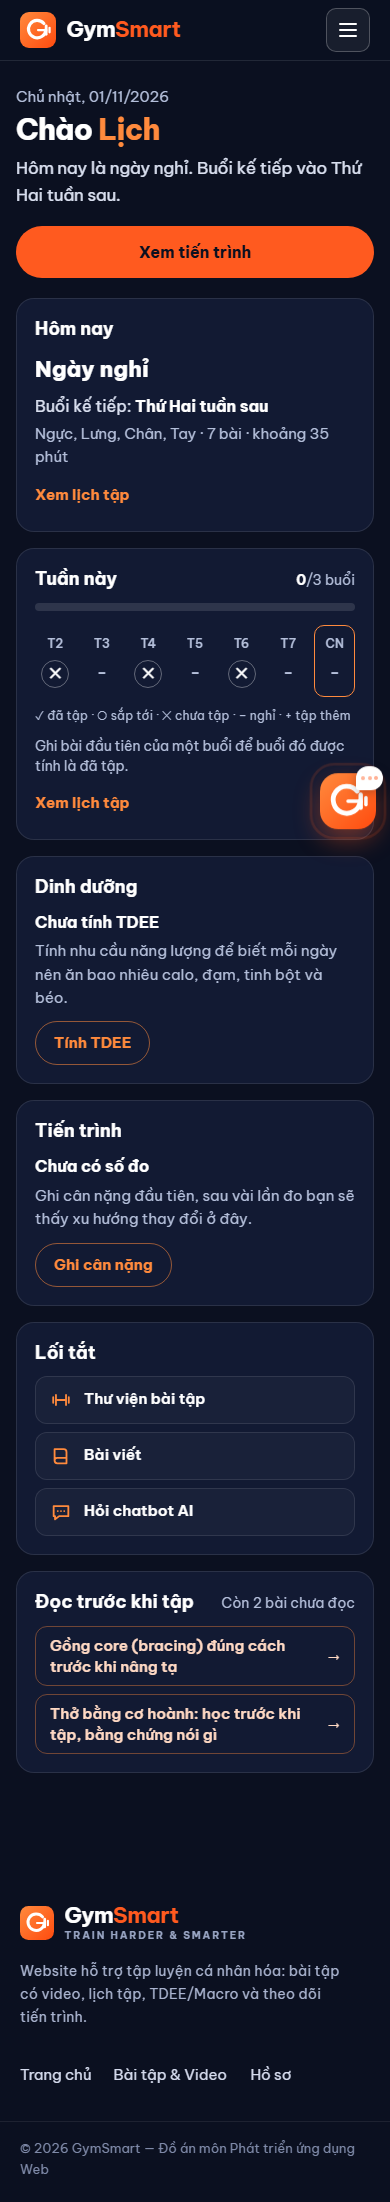 GymSmart
Chủ nhật, 01/11/2026
Chào Lịch
Hôm nay là ngày nghỉ. Buổi kế tiếp vào Thứ
Hai tuần sau.
Xem tiến trình
Hôm nay
Ngày nghỉ
Buổi kế tiếp: Thứ Hai tuần sau
Ngực, Lưng, Chân, Tay · 7 bài · khoảng 35
phút
Xem lịch tập
Tuần này 0/3 buổi
T2 T3 T4 T5 T6 T7 CN
✕ – ✕ – ✕ – –
✓ đã tập · ○ sắp tới · ✕ chưa tập · – nghỉ · + tập thêm
Ghi bài đầu tiên của một buổi để buổi đó được
tính là đã tập.
Xem lịch tập
Dinh dưỡng
Chưa tính TDEE
Tính nhu cầu năng lượng để biết mỗi ngày
nên ăn bao nhiêu calo, đạm, tinh bột và
béo.
Tính TDEE
Tiến trình
Chưa có số đo
Ghi cân nặng đầu tiên, sau vài lần đo bạn sẽ
thấy xu hướng thay đổi ở đây.
Ghi cân nặng
Lối tắt
Thư viện bài tập
Bài viết
Hỏi chatbot AI
Đọc trước khi tập Còn 2 bài chưa đọc
Gồng core (bracing) đúng cách
trước khi nâng tạ →
Thở bằng cơ hoành: học trước khi
tập, bằng chứng nói gì →
GymSmart
TRAIN HARDER & SMARTER
Website hỗ trợ tập luyện cá nhân hóa: bài tập
có video, lịch tập, TDEE/Macro và theo dõi
tiến trình.
Trang chủ Bài tập & Video Hồ sơ
© 2026 GymSmart — Đồ án môn Phát triển ứng dụng
Web